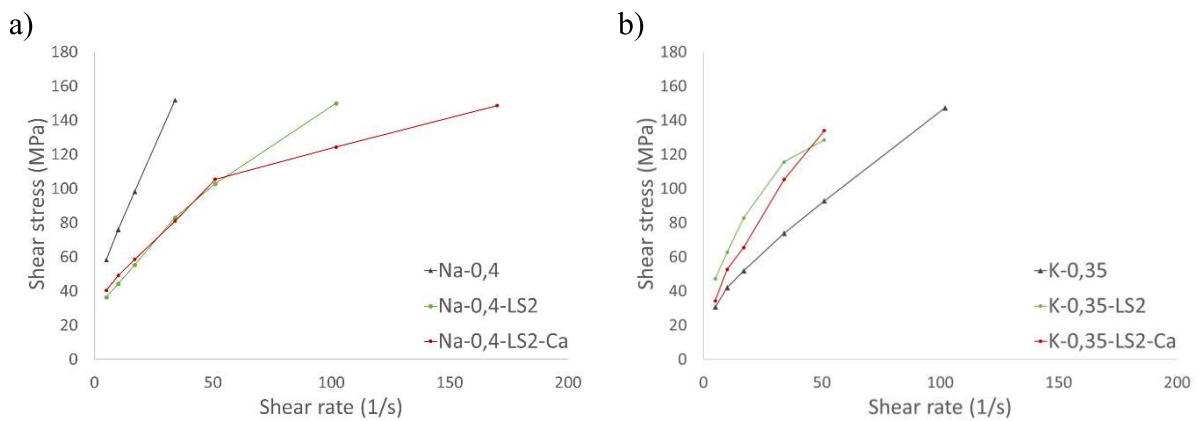 a)
180
160
140
120
100
80
60
40
20
0
Shear stress (MPa)
0 50 100 150 200
Shear rate (1/s)
Na-0,4
Na-0,4-LS2
Na-0,4-LS2-Ca
b)
180
160
140
120
100
80
60
40
20
0
Shear stress (MPa)
0 50 100 150 200
Shear rate (1/s)
K-0,35
K-0,35-LS2
K-0,35-LS2-Ca